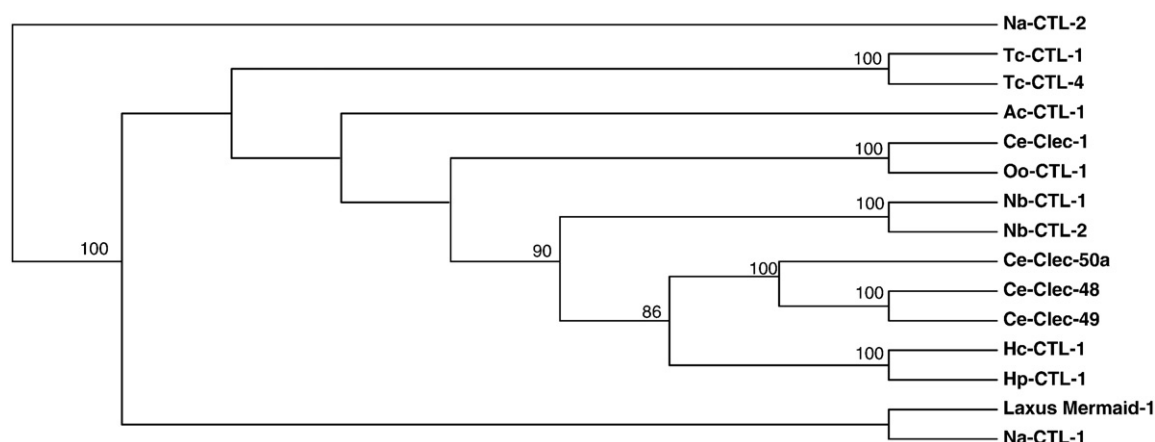 Na-CTL-2
100 Tc-CTL-1
Tc-CTL-4
Ac-CTL-1
100 Ce-Clec-1
Oo-CTL-1
100 Nb-CTL-1
Nb-CTL-2
100 90 Ce-Clec-50a
100
100 Ce-Clec-48
86 Ce-Clec-49
100 Hc-CTL-1
Hp-CTL-1
Laxus Mermaid-1
Na-CTL-1